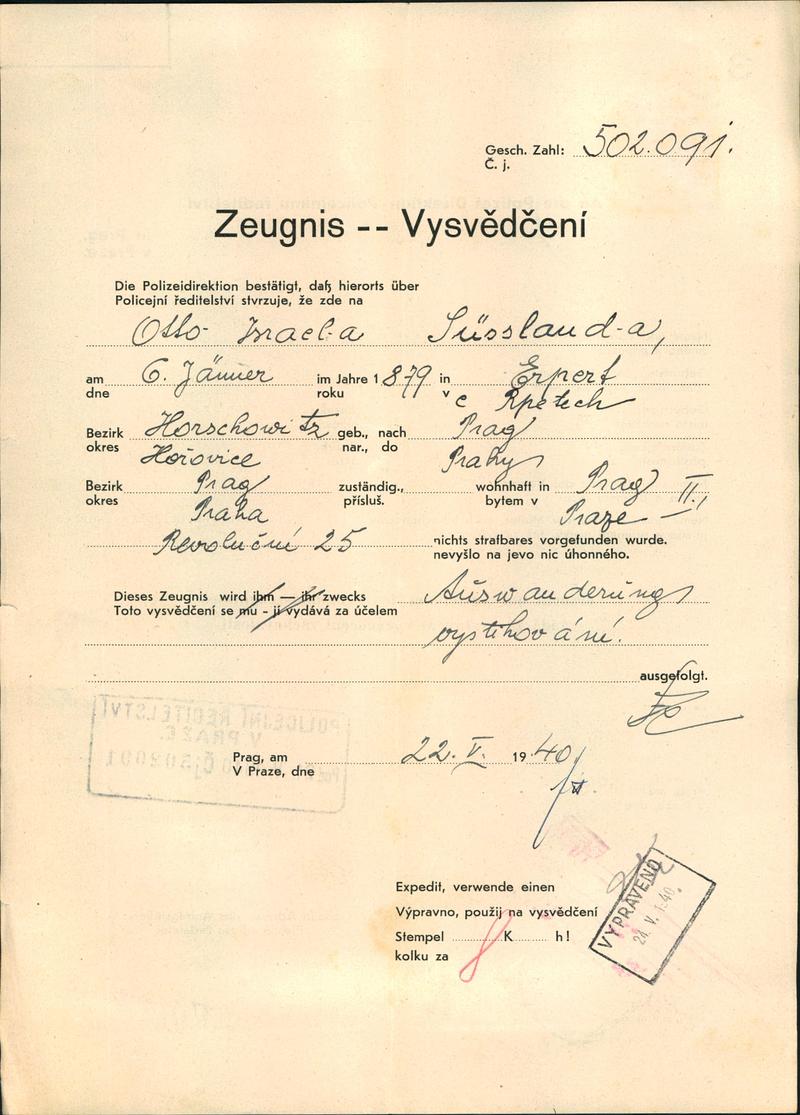 Gesch. Zahl: 502.091.
Č. j.
Zeugnis -- Vysvědčení
Die Polizeidirektion bestätigt, daß hierorts über
Policejní ředitelství stvrzuje, že zde na
Otto Israel-a Süssland-a,
am 6. Jänner im Jahre 1879 in Erpert
dne roku v Rpetech
Bezirk Horschowitz geb., nach Prag
okres Hořovice nar., do Prahy
Bezirk Prag zuständig., wohnhaft in Prag II.,
okres Praha přísluš. bytem v Praze
Revoluční 25 nichts strafbares vorgefunden wurde.
nevyšlo na jevo nic úhonného.
Dieses Zeugnis wird ihm — ihr zwecks Auswanderung
Toto vysvědčení se mu - jí vydává za účelem
vystěhování.
ausgefolgt.
POLICEJNÍ ŘEDITELSTVÍ
V PRAZE.
Prag, am 22. V. 1940
V Praze, dne
Expedit, verwende einen
Výpravno, použij na vysvědčení
Stempel 8 K h!
kolku za
VYPRAVENO
24. V. 1940